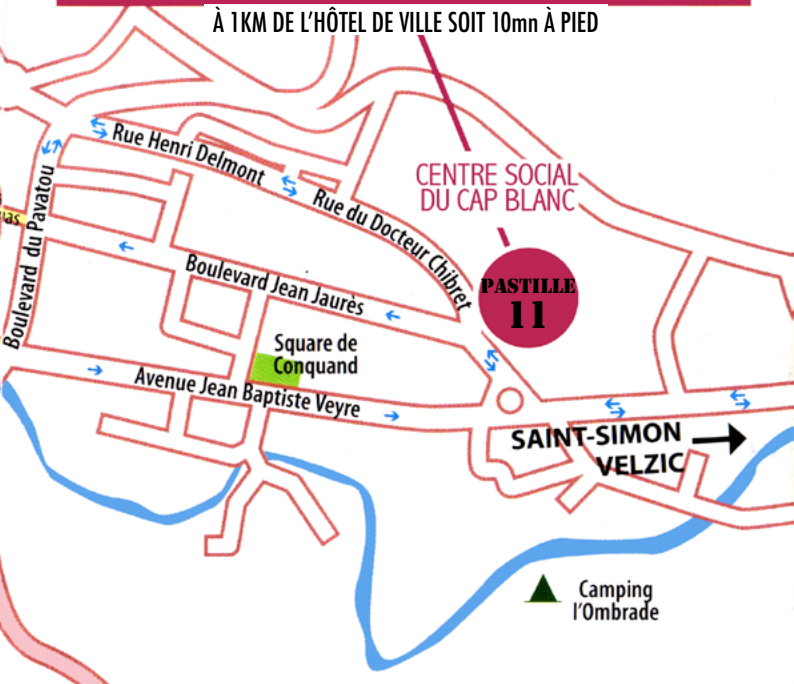 À 1KM DE L'HÔTEL DE VILLE SOIT 10mn À PIED
Rue Henri Delmont
CENTRE SOCIAL
DU CAP BLANC
Rue du Docteur Chibret
Boulevard du Pavatou
Boulevard Jean Jaurès
PASTILLE
11
Square de
Conquand
Avenue Jean Baptiste Veyre
SAINT-SIMON
VELZIC
Camping
l'Ombrade